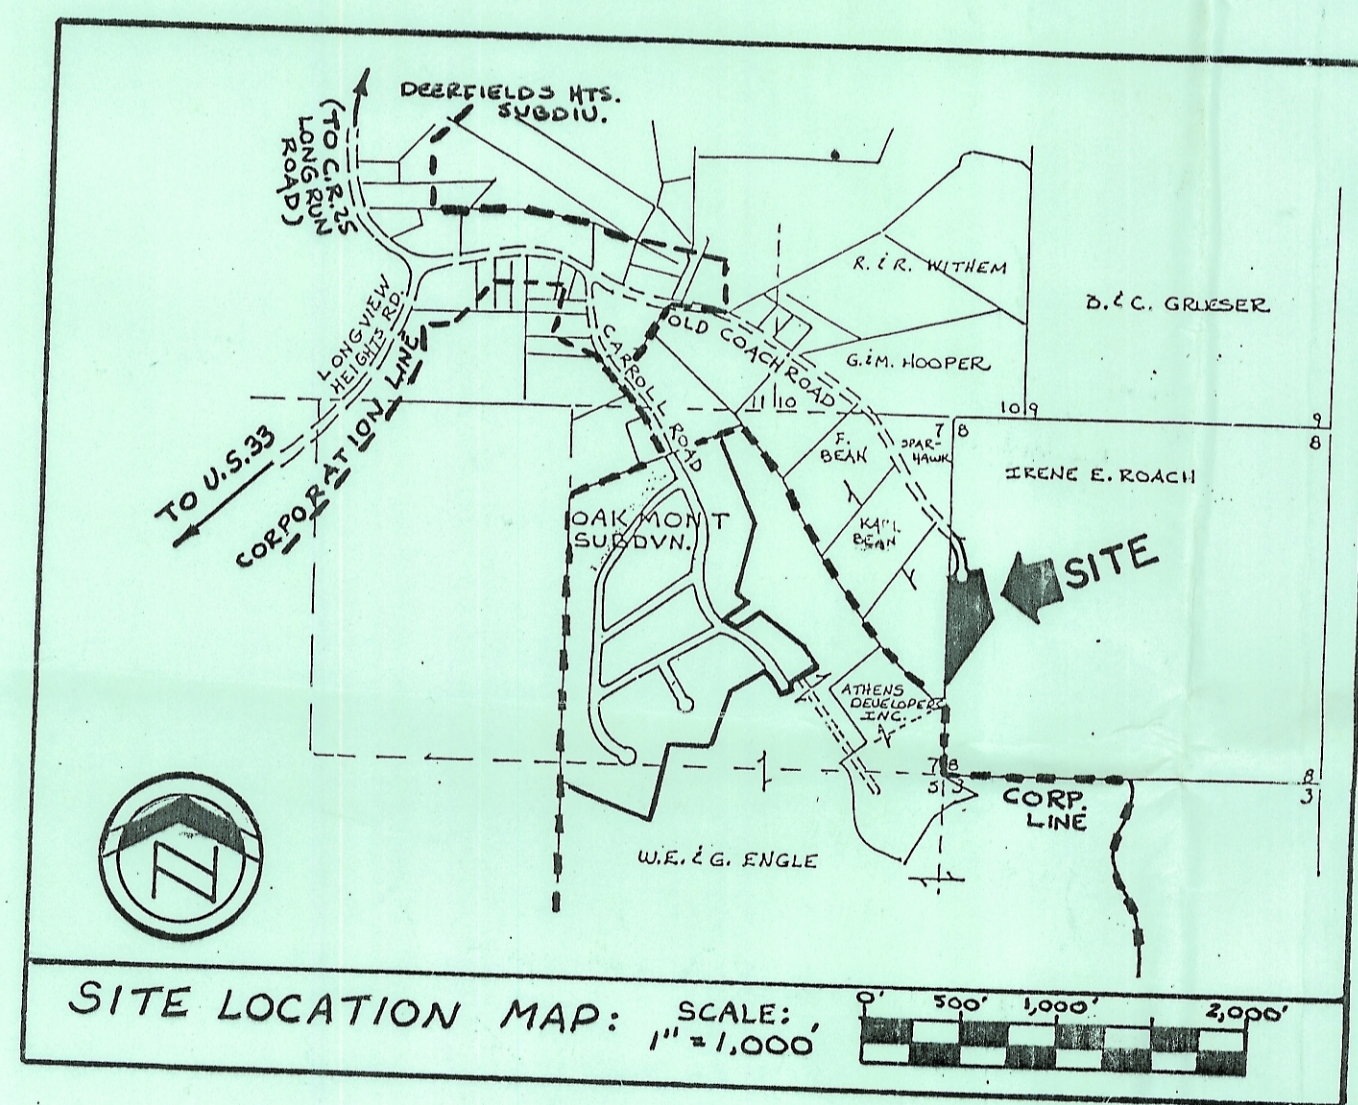 DEERFIELDS HTS.
SUBDIV.
(TO C.R. 25
LONG RUN
ROAD)
R. & R. WITHEM
D. & C. GRUESER
LONGVIEW
HEIGHTS RD.
CARROLL ROAD
OLD COACH ROAD
G. & M. HOOPER
11 10
10 9
9
8
7 8
TO U.S. 33
CORPORATION LINE
F.
BEAN
SPAR-
HAWK
IRENE E. ROACH
OAKMONT
SUBDVN.
KARL
BEAN
SITE
ATHENS
DEVELOPERS
INC.
7 8
5 3
8
3
CORP.
LINE
W.E. & G. ENGLE
N
SITE LOCATION MAP:
SCALE:
1" = 1,000'
0' 500' 1,000' 2,000'